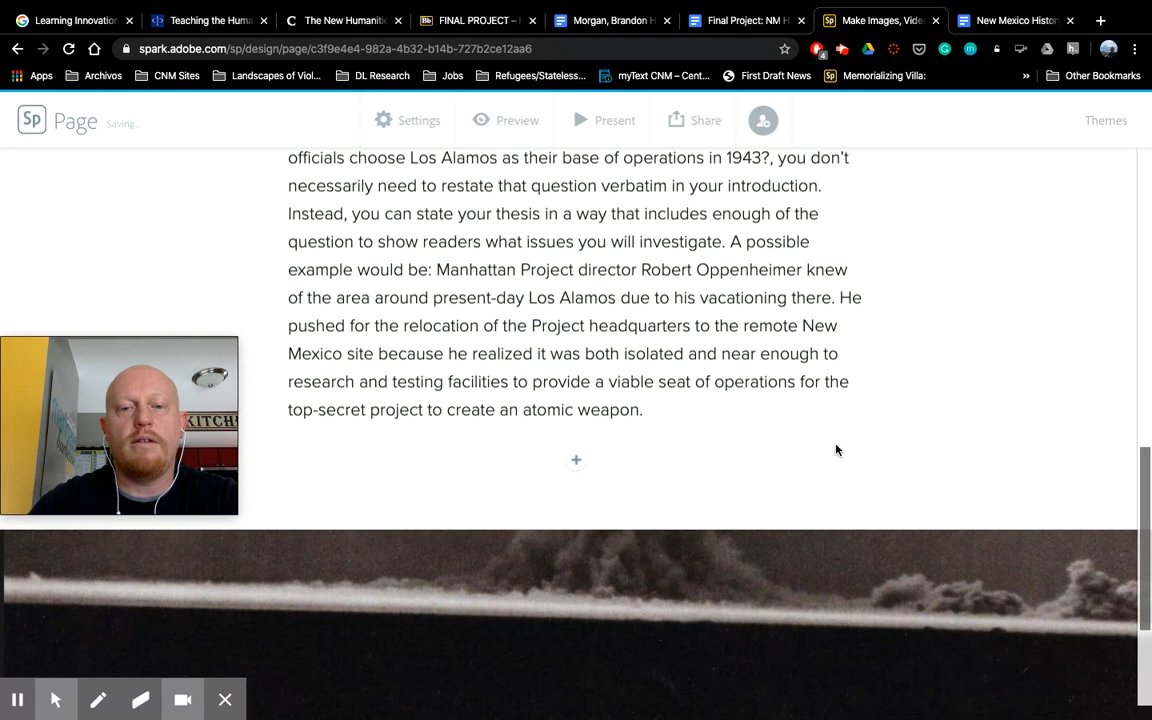 Learning Innovation
Teaching the Huma
The New Humaniti
FINAL PROJECT –
Morgan, Brandon H
Final Project: NM H
Make Images, Vide
New Mexico Histor
spark.adobe.com/sp/design/page/c3f9e4e4-982a-4b32-b14b-727b2ce12aa6
Apps Archivos CNM Sites Landscapes of Viol... DL Research Jobs Refugees/Stateless... myText CNM – Cent... First Draft News Memorializing Villa: » Other Bookmarks
Sp Page Saving... Settings Preview Present Share Themes
officials choose Los Alamos as their base of operations in 1943?, you don't
necessarily need to restate that question verbatim in your introduction.
Instead, you can state your thesis in a way that includes enough of the
question to show readers what issues you will investigate. A possible
example would be: Manhattan Project director Robert Oppenheimer knew
of the area around present-day Los Alamos due to his vacationing there. He
pushed for the relocation of the Project headquarters to the remote New
Mexico site because he realized it was both isolated and near enough to
research and testing facilities to provide a viable seat of operations for the
top-secret project to create an atomic weapon.
KITCH